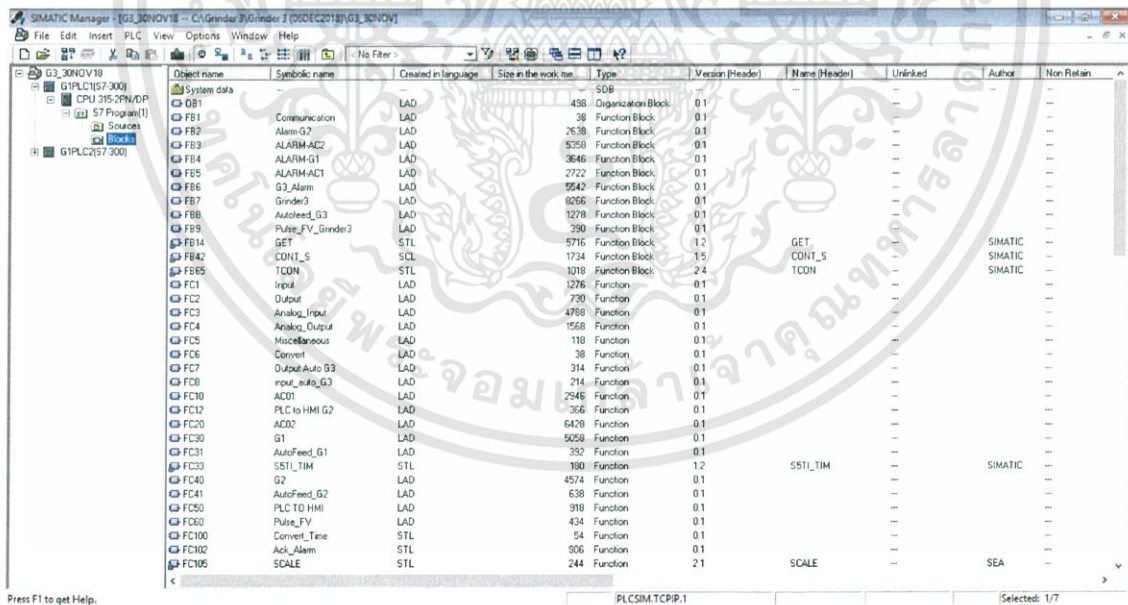 SIMATIC Manager - [G3_30NOV18 -- C:\Grinder 3\Grinder 3 (06DEC2018)\G3_30NOV]
File Edit Insert PLC View Options Window Help
< No Filter >
G3_30NOV18
G1PLC1(S7-300)
CPU 315-2PN/DP
S7 Program(1)
Sources
Blocks
G1PLC2(S7-300)
Object name Symbolic name Created in language Size in the work me... Type Version (Header) Name (Header) Unlinked Author Non Retain
System data --- --- --- SDB --- --- --- --- ---
OB1 LAD 498 Organization Block 0.1 --- ---
FB1 Communication LAD 38 Function Block 0.1 --- ---
FB2 Alarm-G2 LAD 2638 Function Block 0.1 --- ---
FB3 ALARM-AC2 LAD 5358 Function Block 0.1 --- ---
FB4 ALARM-G1 LAD 3646 Function Block 0.1 --- ---
FB5 ALARM-AC1 LAD 2722 Function Block 0.1 --- ---
FB6 G3_Alarm LAD 5542 Function Block 0.1 --- ---
FB7 Grinder3 LAD 8266 Function Block 0.1 --- ---
FB8 Autofeed_G3 LAD 1278 Function Block 0.1 --- ---
FB9 Pulse_FV_Grinder3 LAD 390 Function Block 0.1 --- ---
FB14 GET STL 5716 Function Block 1.2 GET --- SIMATIC ---
FB42 CONT_S SCL 1734 Function Block 1.5 CONT_S --- SIMATIC ---
FB65 TCON STL 1018 Function Block 2.4 TCON --- SIMATIC ---
FC1 Input LAD 1276 Function 0.1 --- ---
FC2 Output LAD 730 Function 0.1 --- ---
FC3 Analog_Input LAD 4788 Function 0.1 --- ---
FC4 Analog_Output LAD 1568 Function 0.1 --- ---
FC5 Miscellaneous LAD 118 Function 0.1 --- ---
FC6 Convert LAD 38 Function 0.1 --- ---
FC7 Output Auto G3 LAD 314 Function 0.1 --- ---
FC8 input_auto_G3 LAD 214 Function 0.1 --- ---
FC10 AC01 LAD 2946 Function 0.1 --- ---
FC12 PLC to HMI G2 LAD 366 Function 0.1 --- ---
FC20 AC02 LAD 6428 Function 0.1 --- ---
FC30 G1 LAD 5058 Function 0.1 --- ---
FC31 AutoFeed_G1 LAD 392 Function 0.1 --- ---
FC33 S5TI_TIM STL 180 Function 1.2 S5TI_TIM --- SIMATIC ---
FC40 G2 LAD 4574 Function 0.1 --- ---
FC41 AutoFeed_G2 LAD 638 Function 0.1 --- ---
FC50 PLC TO HMI LAD 918 Function 0.1 --- ---
FC60 Pulse_FV LAD 434 Function 0.1 --- ---
FC100 Convert_Time STL 54 Function 0.1 --- ---
FC102 Ack_Alarm STL 906 Function 0.1 --- ---
FC105 SCALE STL 244 Function 2.1 SCALE --- SEA ---
Press F1 to get Help. PLCSIM.TCPIP.1 Selected: 1/7